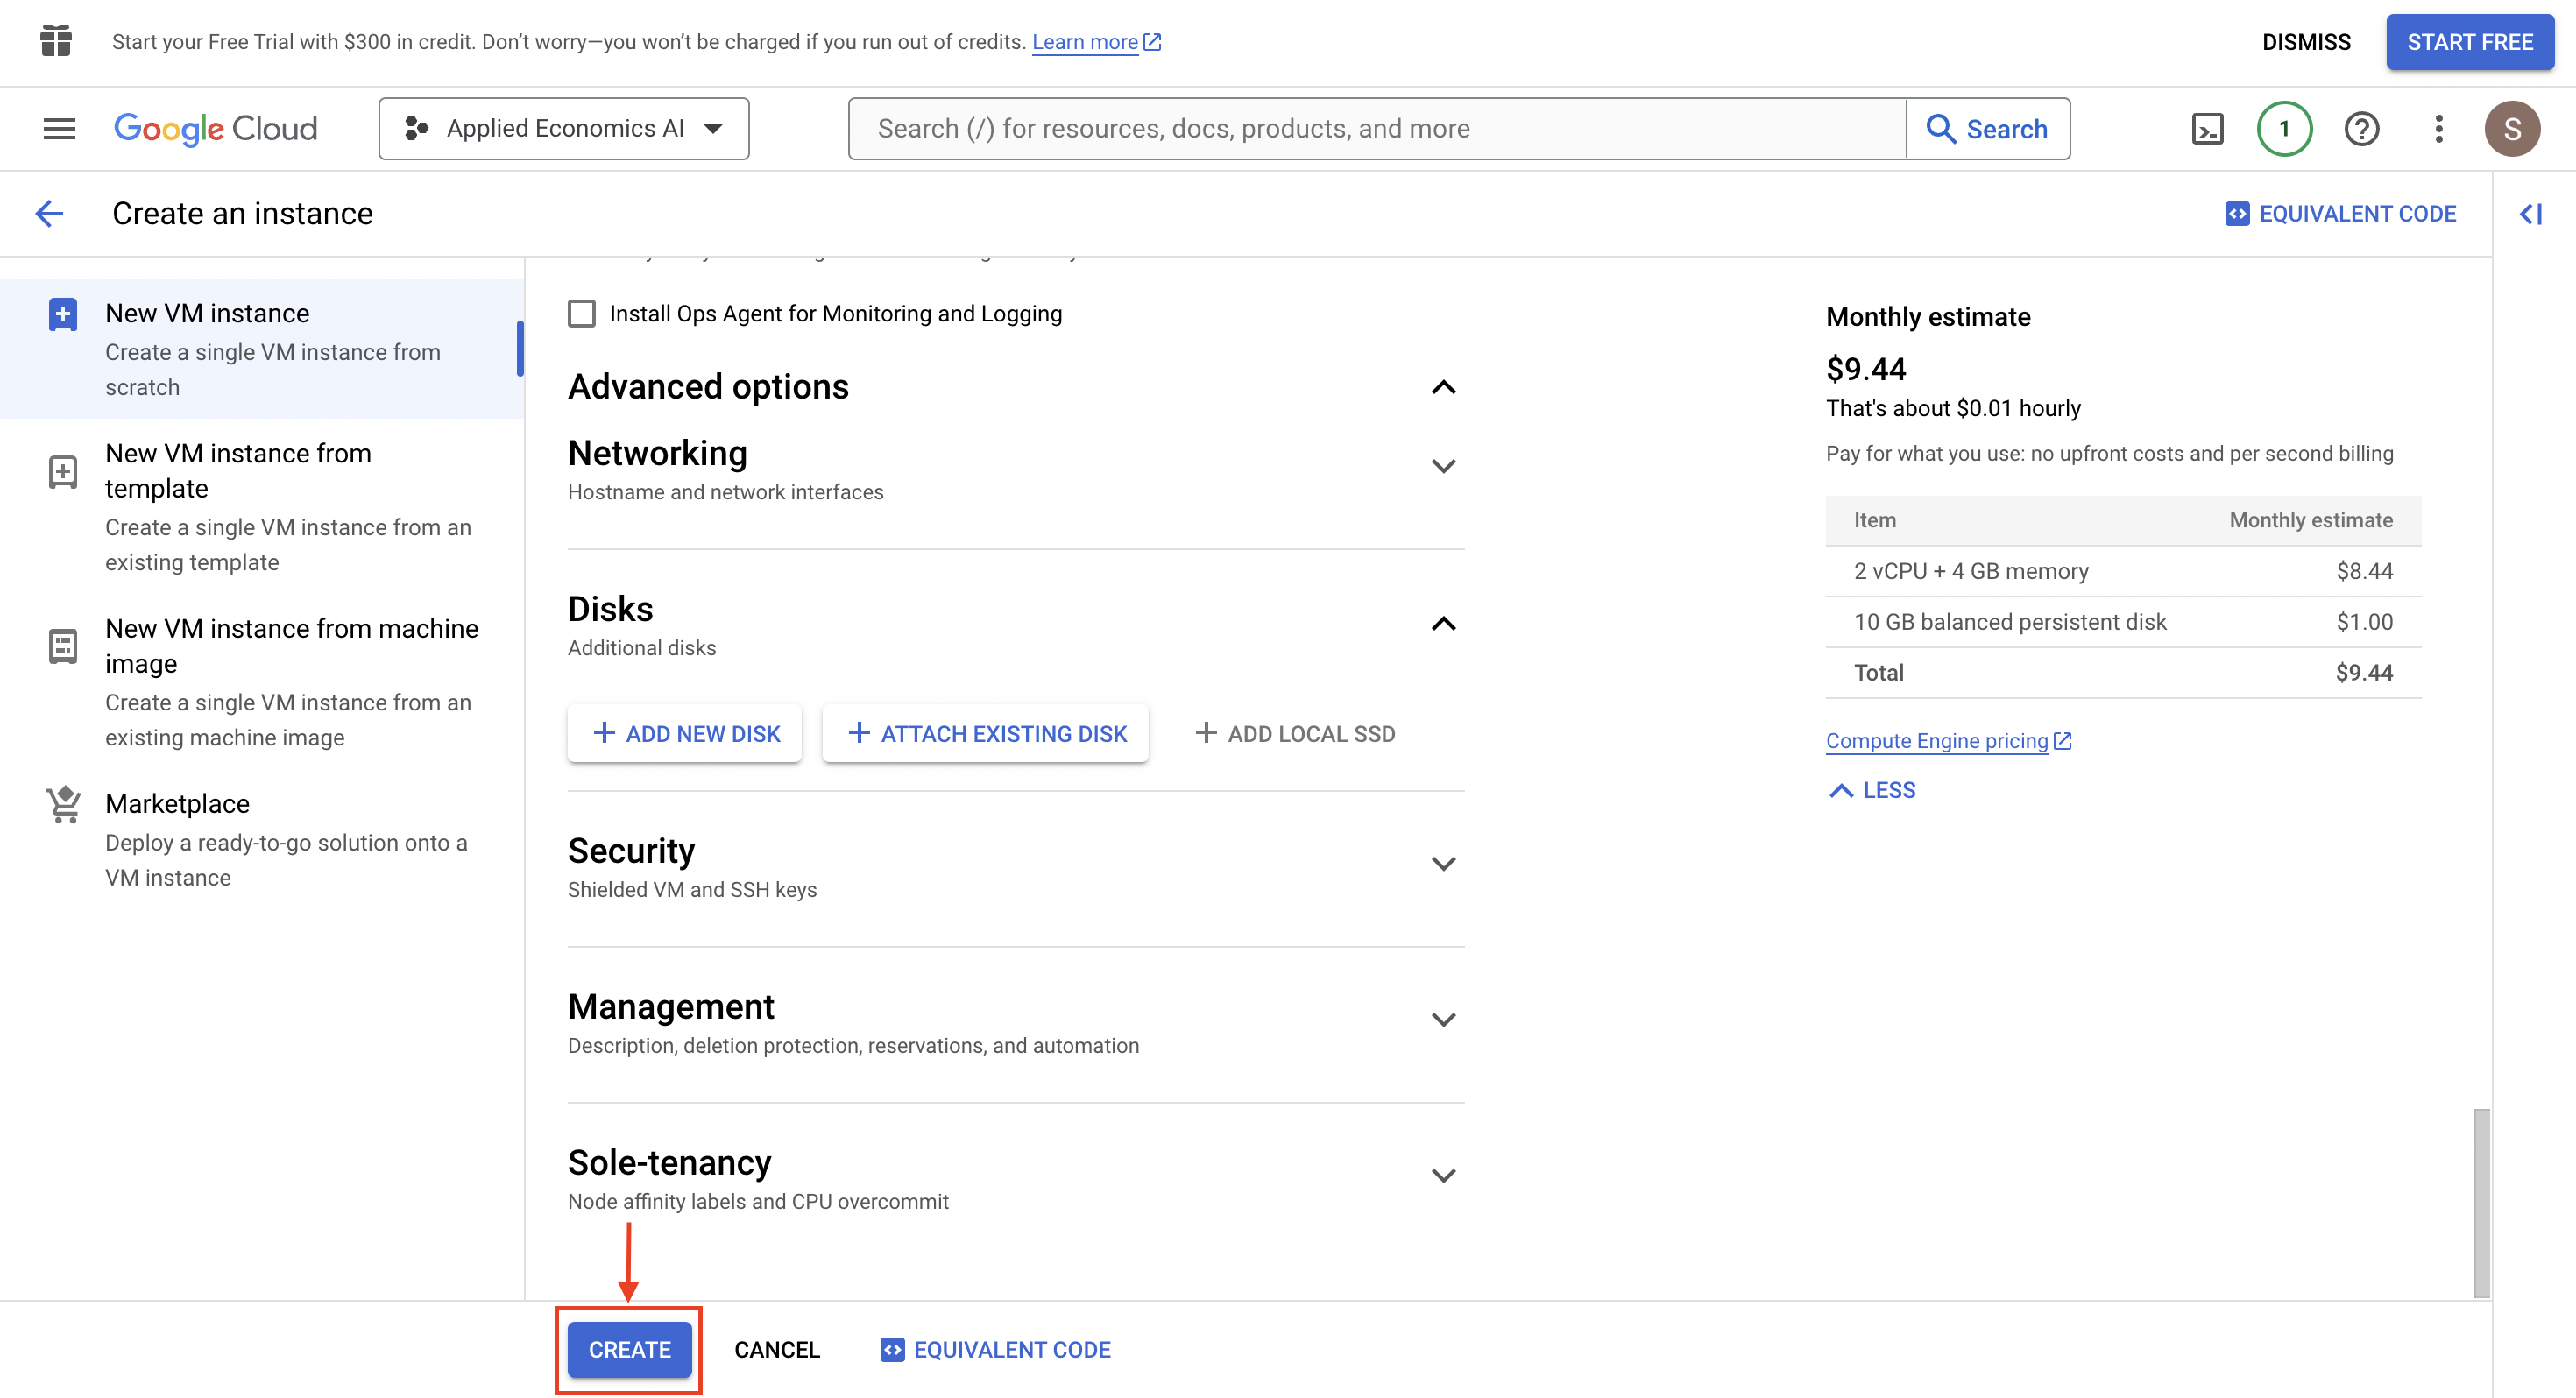 Start your Free Trial with $300 in credit. Don't worry—you won't be charged if you run out of credits. Learn more
DISMISS
START FREE
Google Cloud
Applied Economics AI
Search (/) for resources, docs, products, and more
Search
1
S
Create an instance
EQUIVALENT CODE
New VM instance
Create a single VM instance from
scratch
New VM instance from
template
Create a single VM instance from an
existing template
New VM instance from machine
image
Create a single VM instance from an
existing machine image
Marketplace
Deploy a ready-to-go solution onto a
VM instance
Install Ops Agent for Monitoring and Logging
Advanced options
Networking
Hostname and network interfaces
Disks
Additional disks
ADD NEW DISK
ATTACH EXISTING DISK
ADD LOCAL SSD
Security
Shielded VM and SSH keys
Management
Description, deletion protection, reservations, and automation
Sole-tenancy
Node affinity labels and CPU overcommit
Monthly estimate
$9.44
That's about $0.01 hourly
Pay for what you use: no upfront costs and per second billing
Item Monthly estimate
2 vCPU + 4 GB memory $8.44
10 GB balanced persistent disk $1.00
Total $9.44
Compute Engine pricing
LESS
CREATE
CANCEL
EQUIVALENT CODE